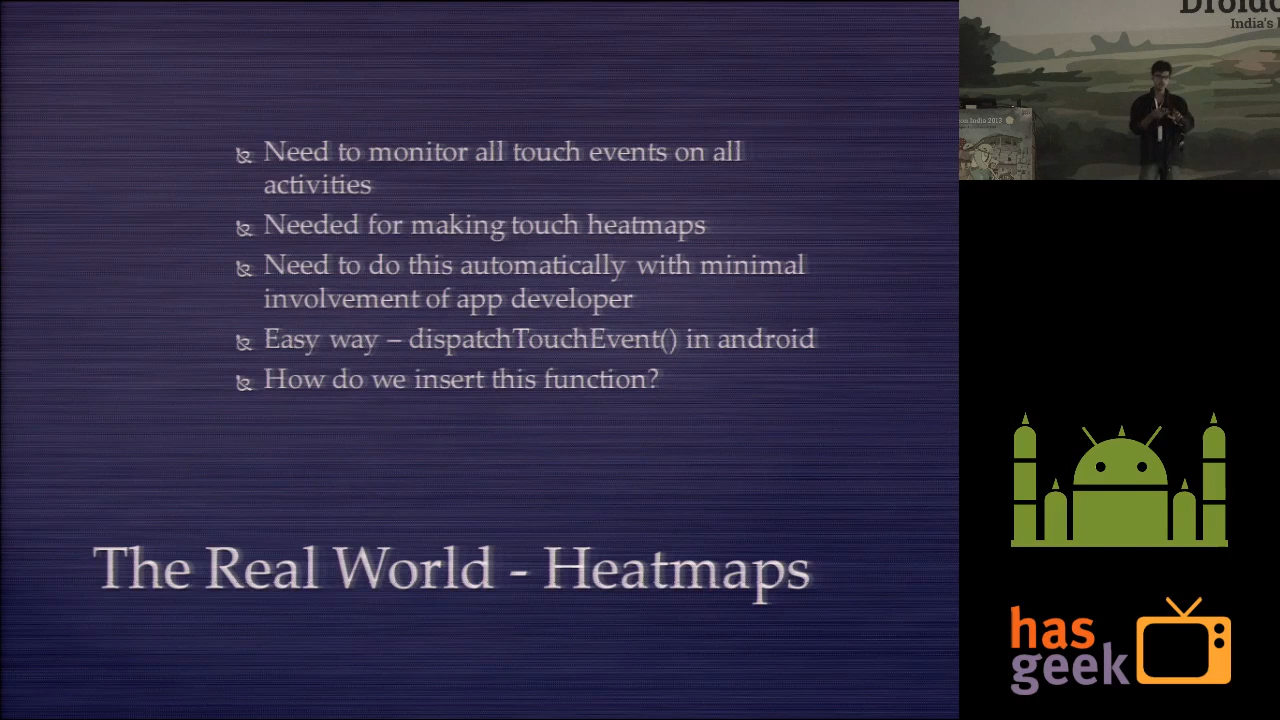 Need to monitor all touch events on all
activities
Needed for making touch heatmaps
Need to do this automatically with minimal
involvement of app developer
Easy way – dispatchTouchEvent() in android
How do we insert this function?
The Real World - Heatmaps
India's
India 2012
has
geek